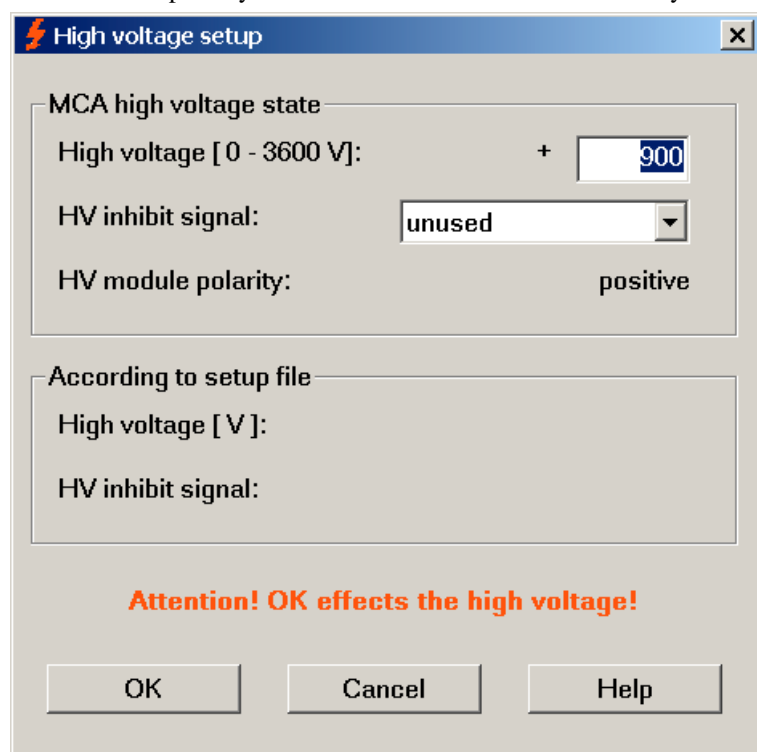 High voltage setup
MCA high voltage state
High voltage [ 0 - 3600 V]: + 900
HV inhibit signal: unused
HV module polarity: positive
According to setup file
High voltage [ V ]:
HV inhibit signal:
Attention! OK effects the high voltage!
OK Cancel Help